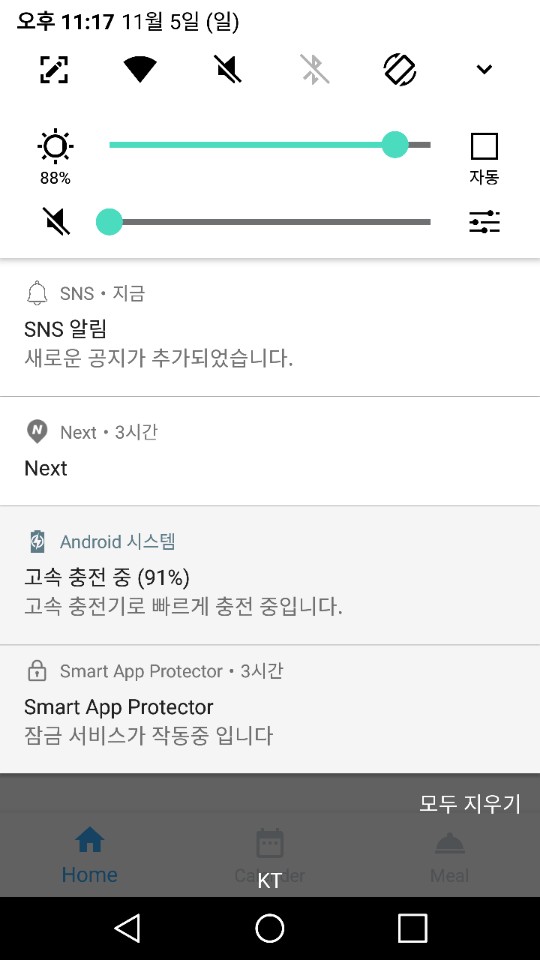 오후 11:17 11월 5일 (일)
88%
자동
SNS • 지금
SNS 알림
새로운 공지가 추가되었습니다.
Next • 3시간
Next
Android 시스템
고속 충전 중 (91%)
고속 충전기로 빠르게 충전 중입니다.
Smart App Protector • 3시간
Smart App Protector
잠금 서비스가 작동중 입니다
모두 지우기
Home
Meal
KT